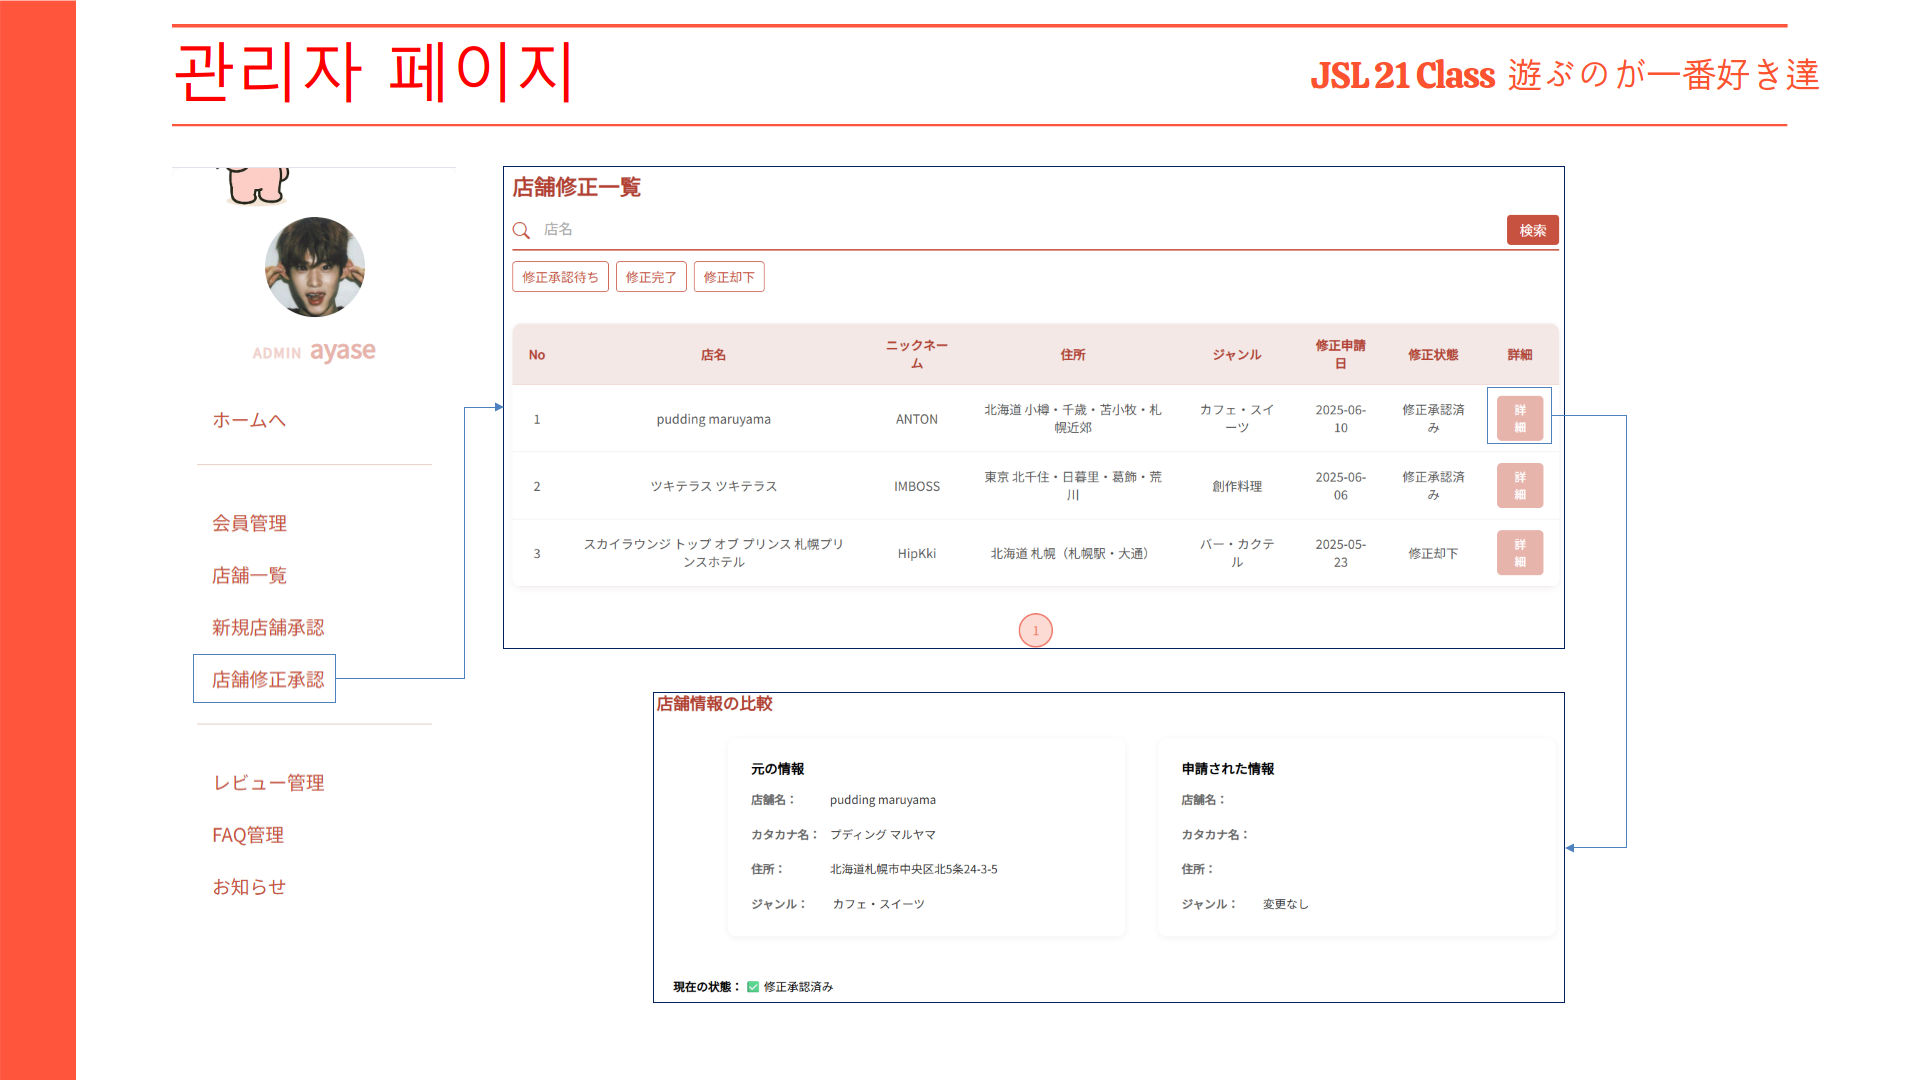 관리자 페이지
JSL 21 Class 遊ぶのが一番好き達
ADMIN ayase
ホームへ
会員管理
店舗一覧
新規店舗承認
店舗修正承認
レビュー管理
FAQ管理
お知らせ
店舗修正一覧
店名
検索
修正承認待ち 修正完了 修正却下
No 店名 ニックネー 住所 ジャンル 修正申請 修正状態 詳細
ム 日
1 pudding maruyama ANTON 北海道 小樽・千歳・苫小牧・札 カフェ・スイ 2025-06- 修正承認済 詳
幌近郊 ーツ 10 み 細
2 ツキテラス ツキテラス IMBOSS 東京 北千住・日暮里・葛飾・荒 創作料理 2025-06- 修正承認済 詳
川 06 み 細
3 スカイラウンジ トップ オブ プリンス 札幌プリ HipKki 北海道 札幌（札幌駅・大通） バー・カクテ 2025-05- 修正却下 詳
ンスホテル ル 23 細
1
店舗情報の比較
元の情報
店舗名： pudding maruyama
カタカナ名： プディング マルヤマ
住所： 北海道札幌市中央区北5条24-3-5
ジャンル： カフェ・スイーツ
申請された情報
店舗名：
カタカナ名：
住所：
ジャンル： 変更なし
現在の状態： ✅ 修正承認済み